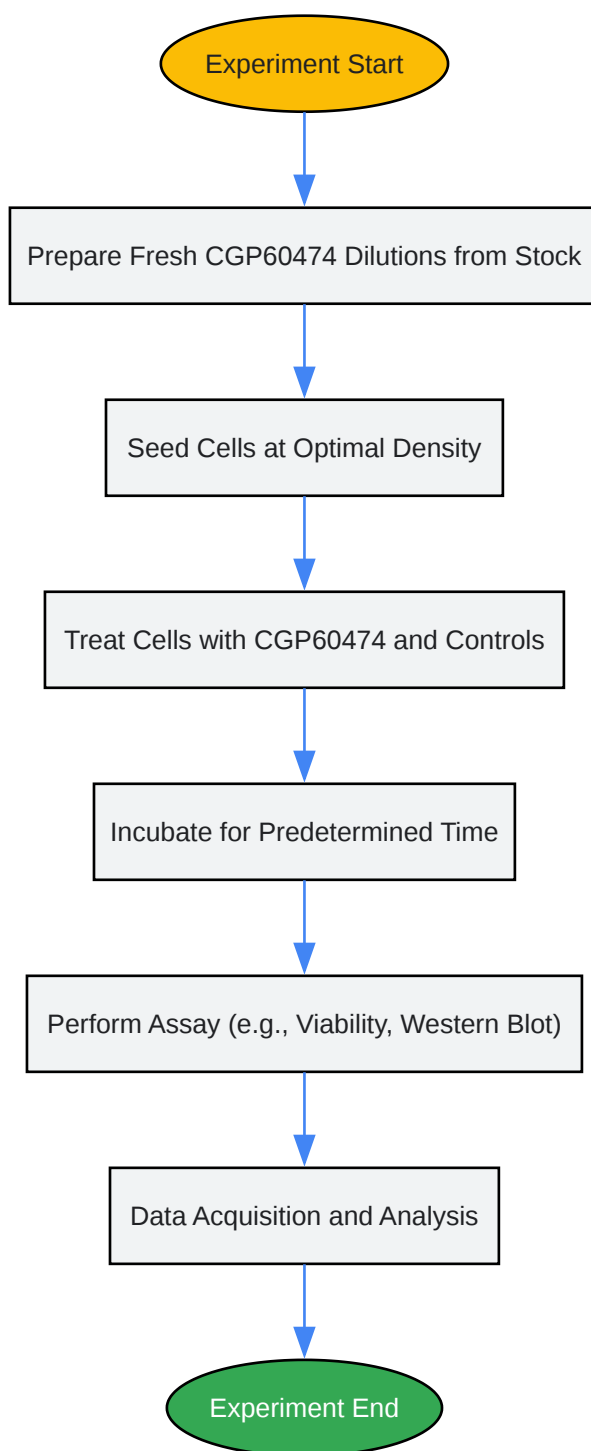 Experiment Start
Prepare Fresh CGP60474 Dilutions from Stock
Seed Cells at Optimal Density
Treat Cells with CGP60474 and Controls
Incubate for Predetermined Time
Perform Assay (e.g., Viability, Western Blot)
Data Acquisition and Analysis
Experiment End